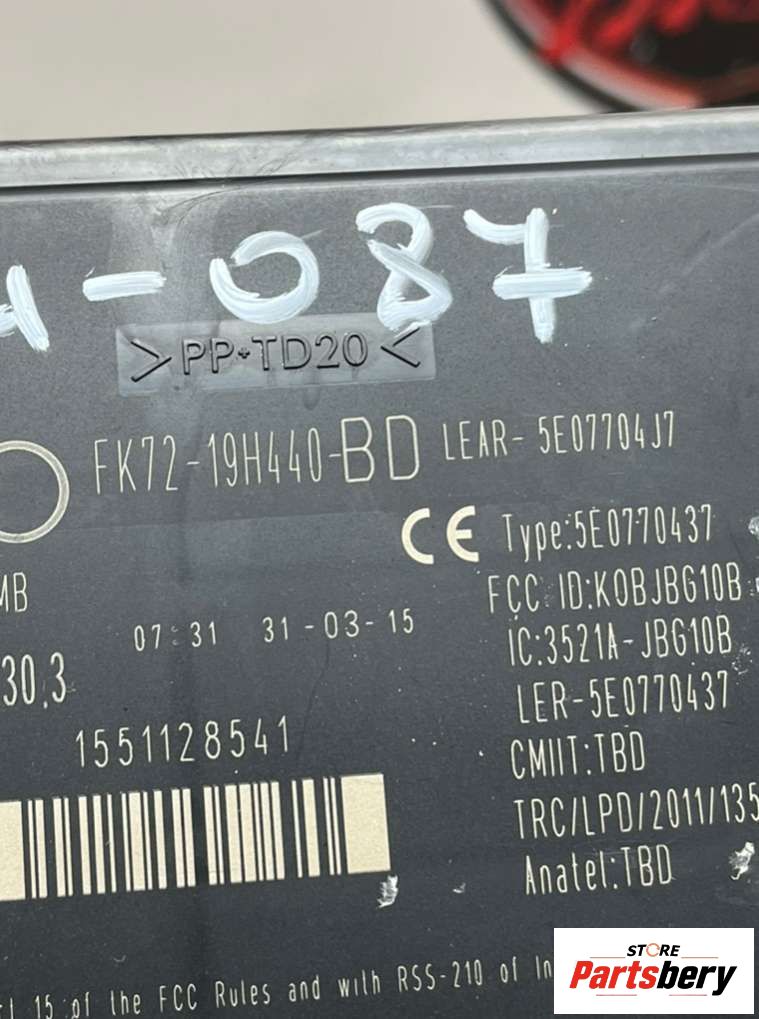 -087
>PP+TD20<
FK72-19H440-BD LEAR- 5E07704J7
CE Type:5E0770437
MB
FCC ID:KOBJBG10B
07:31 31-03-15
IC:3521A-JBG10B
30.3
LER-5E0770437
1551128541
CMIIT:TBD
TRC/LPD/2011/135
Anatel:TBD
15 of the FCC Rules and with RSS-210 of In
STORE
Partsbery